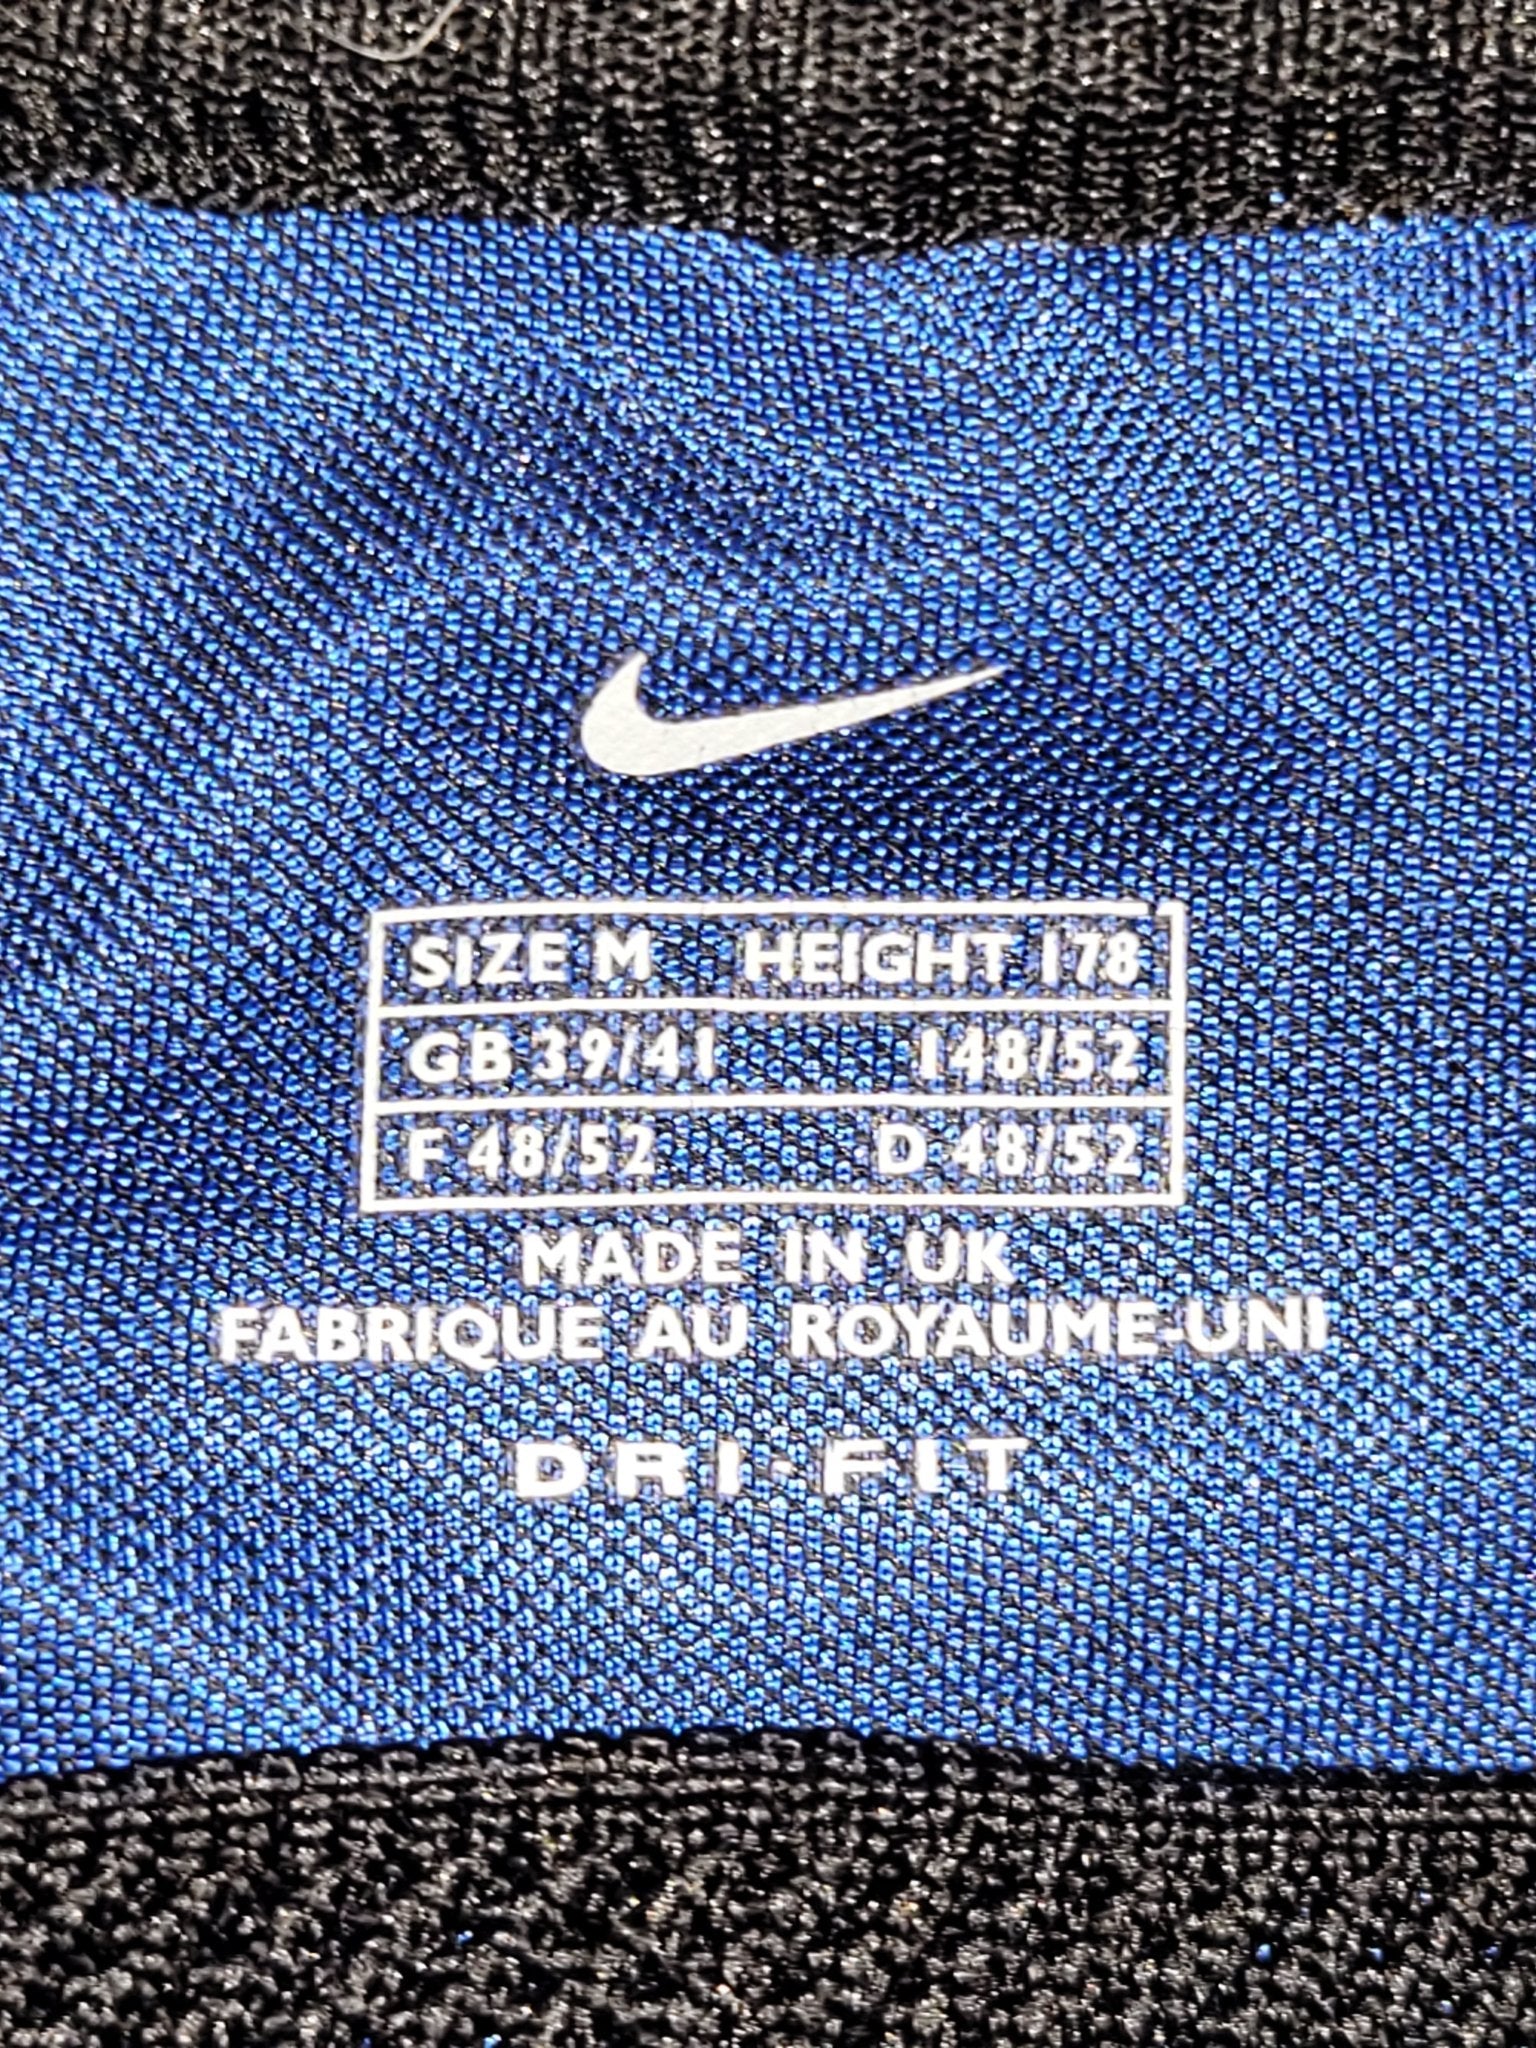 SIZE M HEIGHT 178
GB 39/41 I 48/52
F 48/52 D 48/52
MADE IN UK
FABRIQUE AU ROYAUME-UNI
DRI-FIT